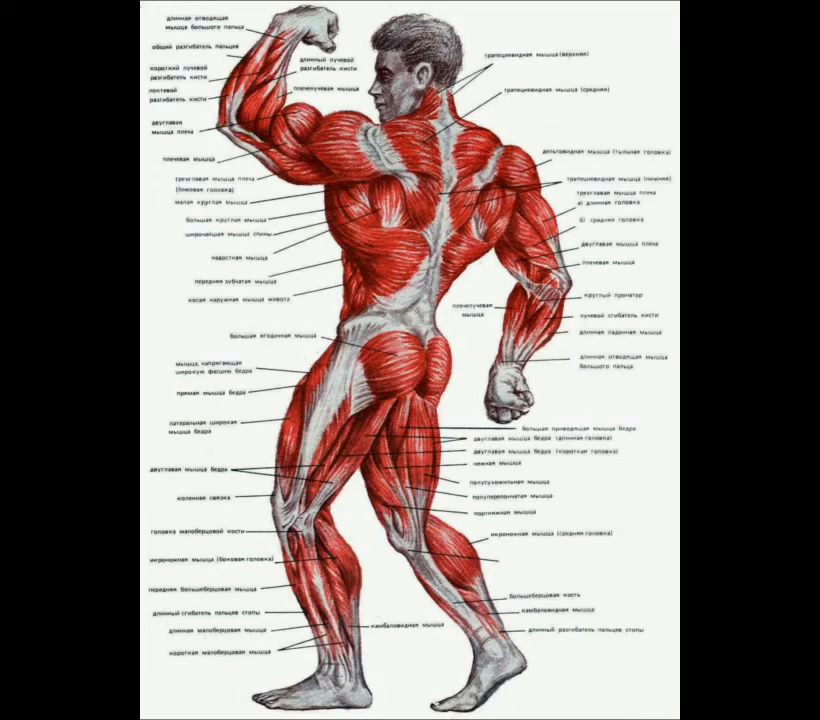 длинная отводящая
мышца большого пальца
общий разгибатель пальцев
длинный лучевой
разгибатель кисти
короткий лучевой
разгибатель кисти
локтевой
разгибатель кисти
плечелучевая мышца
двуглавая
мышца плеча
плечевая мышца
трехглавая мышца плеча
(боковая головка)
малая круглая мышца
большая круглая мышца
широчайшая мышца спины
надостная мышца
передняя зубчатая мышца
косая наружная мышца живота
большая ягодичная мышца
мышца, напрягающая
широкую фасцию бедра
прямая мышца бедра
латеральная широкая
мышца бедра
двуглавая мышца бедра
коленная связка
головка малоберцовой кости
икроножная мышца (боковая головка)
передняя большеберцовая мышца
длинный сгибатель пальцев стопы
длинная малоберцовая мышца
короткая малоберцовая мышца
камбаловидная мышца
трапециевидная мышца (верхняя)
трапециевидная мышца (средняя)
дельтовидная мышца (тыльная головка)
трапециевидная мышца (нижняя)
трехглавая мышца плеча
а) длинная головка
б) средняя головка
двуглавая мышца плеча
плечевая мышца
круглый пронатор
плечелучевая
мышца
лучевой сгибатель кисти
длинная ладонная мышца
длинная отводящая мышца
большого пальца
большая приводящая мышца бедра
двуглавая мышца бедра (длинная головка)
двуглавая мышца бедра (короткая головка)
нежная мышца
полусухожильная мышца
полуперепончатая мышца
портняжная мышца
икроножная мышца (средняя головка)
большеберцовая кость
камбаловидная мышца
длинный разгибатель пальцев стопы